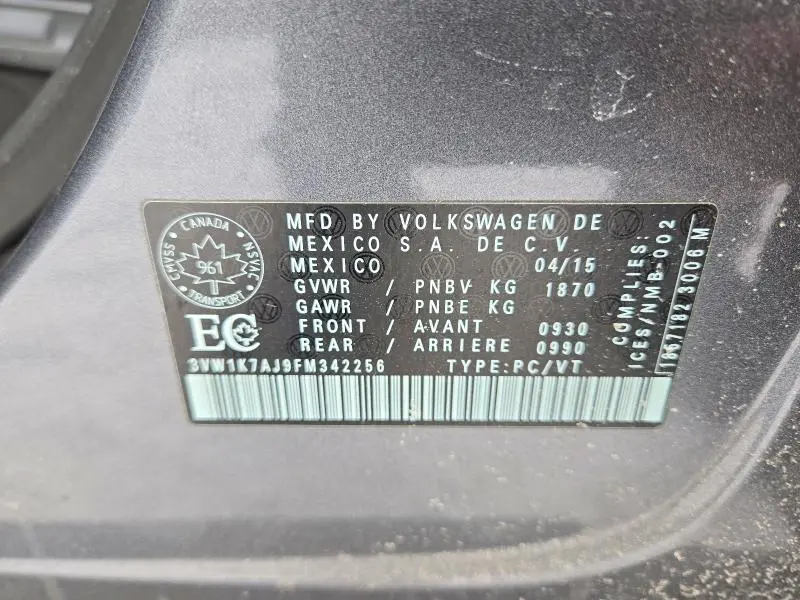 CANADA
CMVSS
NSVAC
961
TRANSPORT
MFD BY VOLKSWAGEN DE
MEXICO S.A. DE C.V.
MEXICO 04/15
GVWR / PNBV KG 1870
GAWR / PNBE KG
FRONT / AVANT 0930
REAR / ARRIERE 0990
EC
3VW1K7AJ9FM342256 TYPE:PC/VT
COMPLIES:
ICES/NMB-002